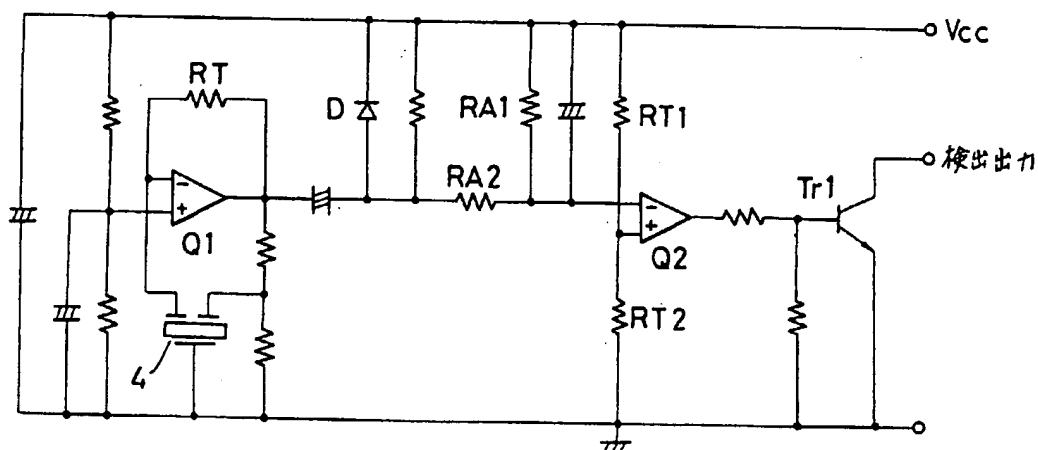 Vcc
RT
D
RA1
RT1
検出出力
RA2
Tr1
Q1
Q2
RT2
4